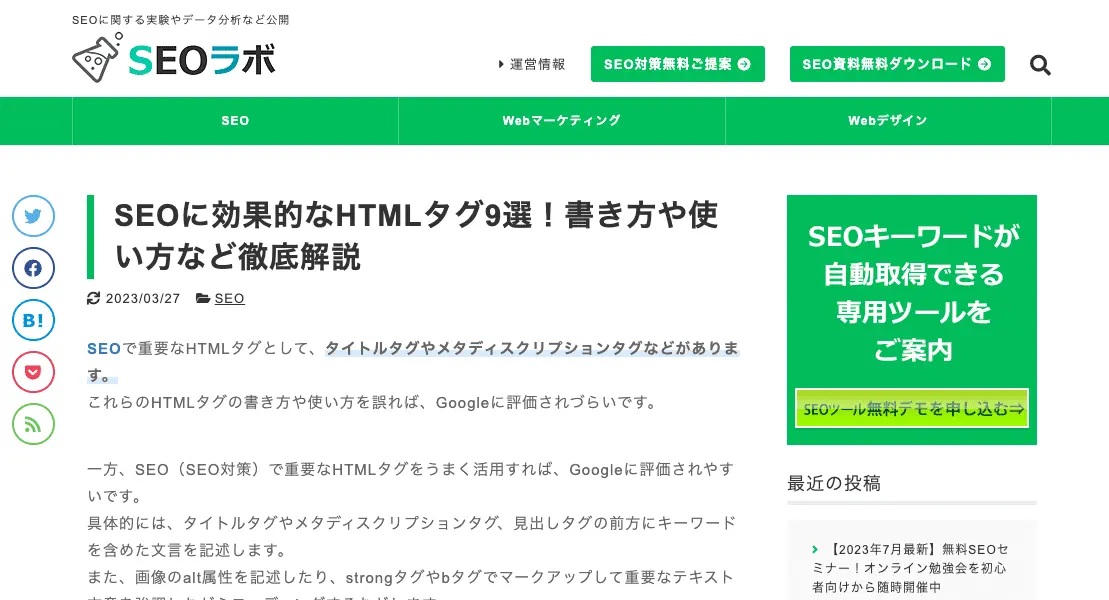 SEOに関する実験やデータ分析など公開
SEOラボ
運営情報
SEO対策無料ご提案
SEO資料無料ダウンロード
SEO
Webマーケティング
Webデザイン
SEOに効果的なHTMLタグ9選！書き方や使
い方など徹底解説
2023/03/27 SEO
B!
SEOで重要なHTMLタグとして、タイトルタグやメタディスクリプションタグなどがありま
す。
これらのHTMLタグの書き方や使い方を誤れば、Googleに評価されづらいです。
一方、SEO（SEO対策）で重要なHTMLタグをうまく活用すれば、Googleに評価されやす
いです。
具体的には、タイトルタグやメタディスクリプションタグ、見出しタグの前方にキーワード
を含めた文言を記述します。
また、画像のalt属性を記述したり、strongタグやbタグでマークアップして重要なテキスト
SEOキーワードが
自動取得できる
専用ツールを
ご案内
SEOツール無料デモを申し込む⇒
最近の投稿
【2023年7月最新】無料SEOセ
ミナー！オンライン勉強会を初心
者向けから随時開催中